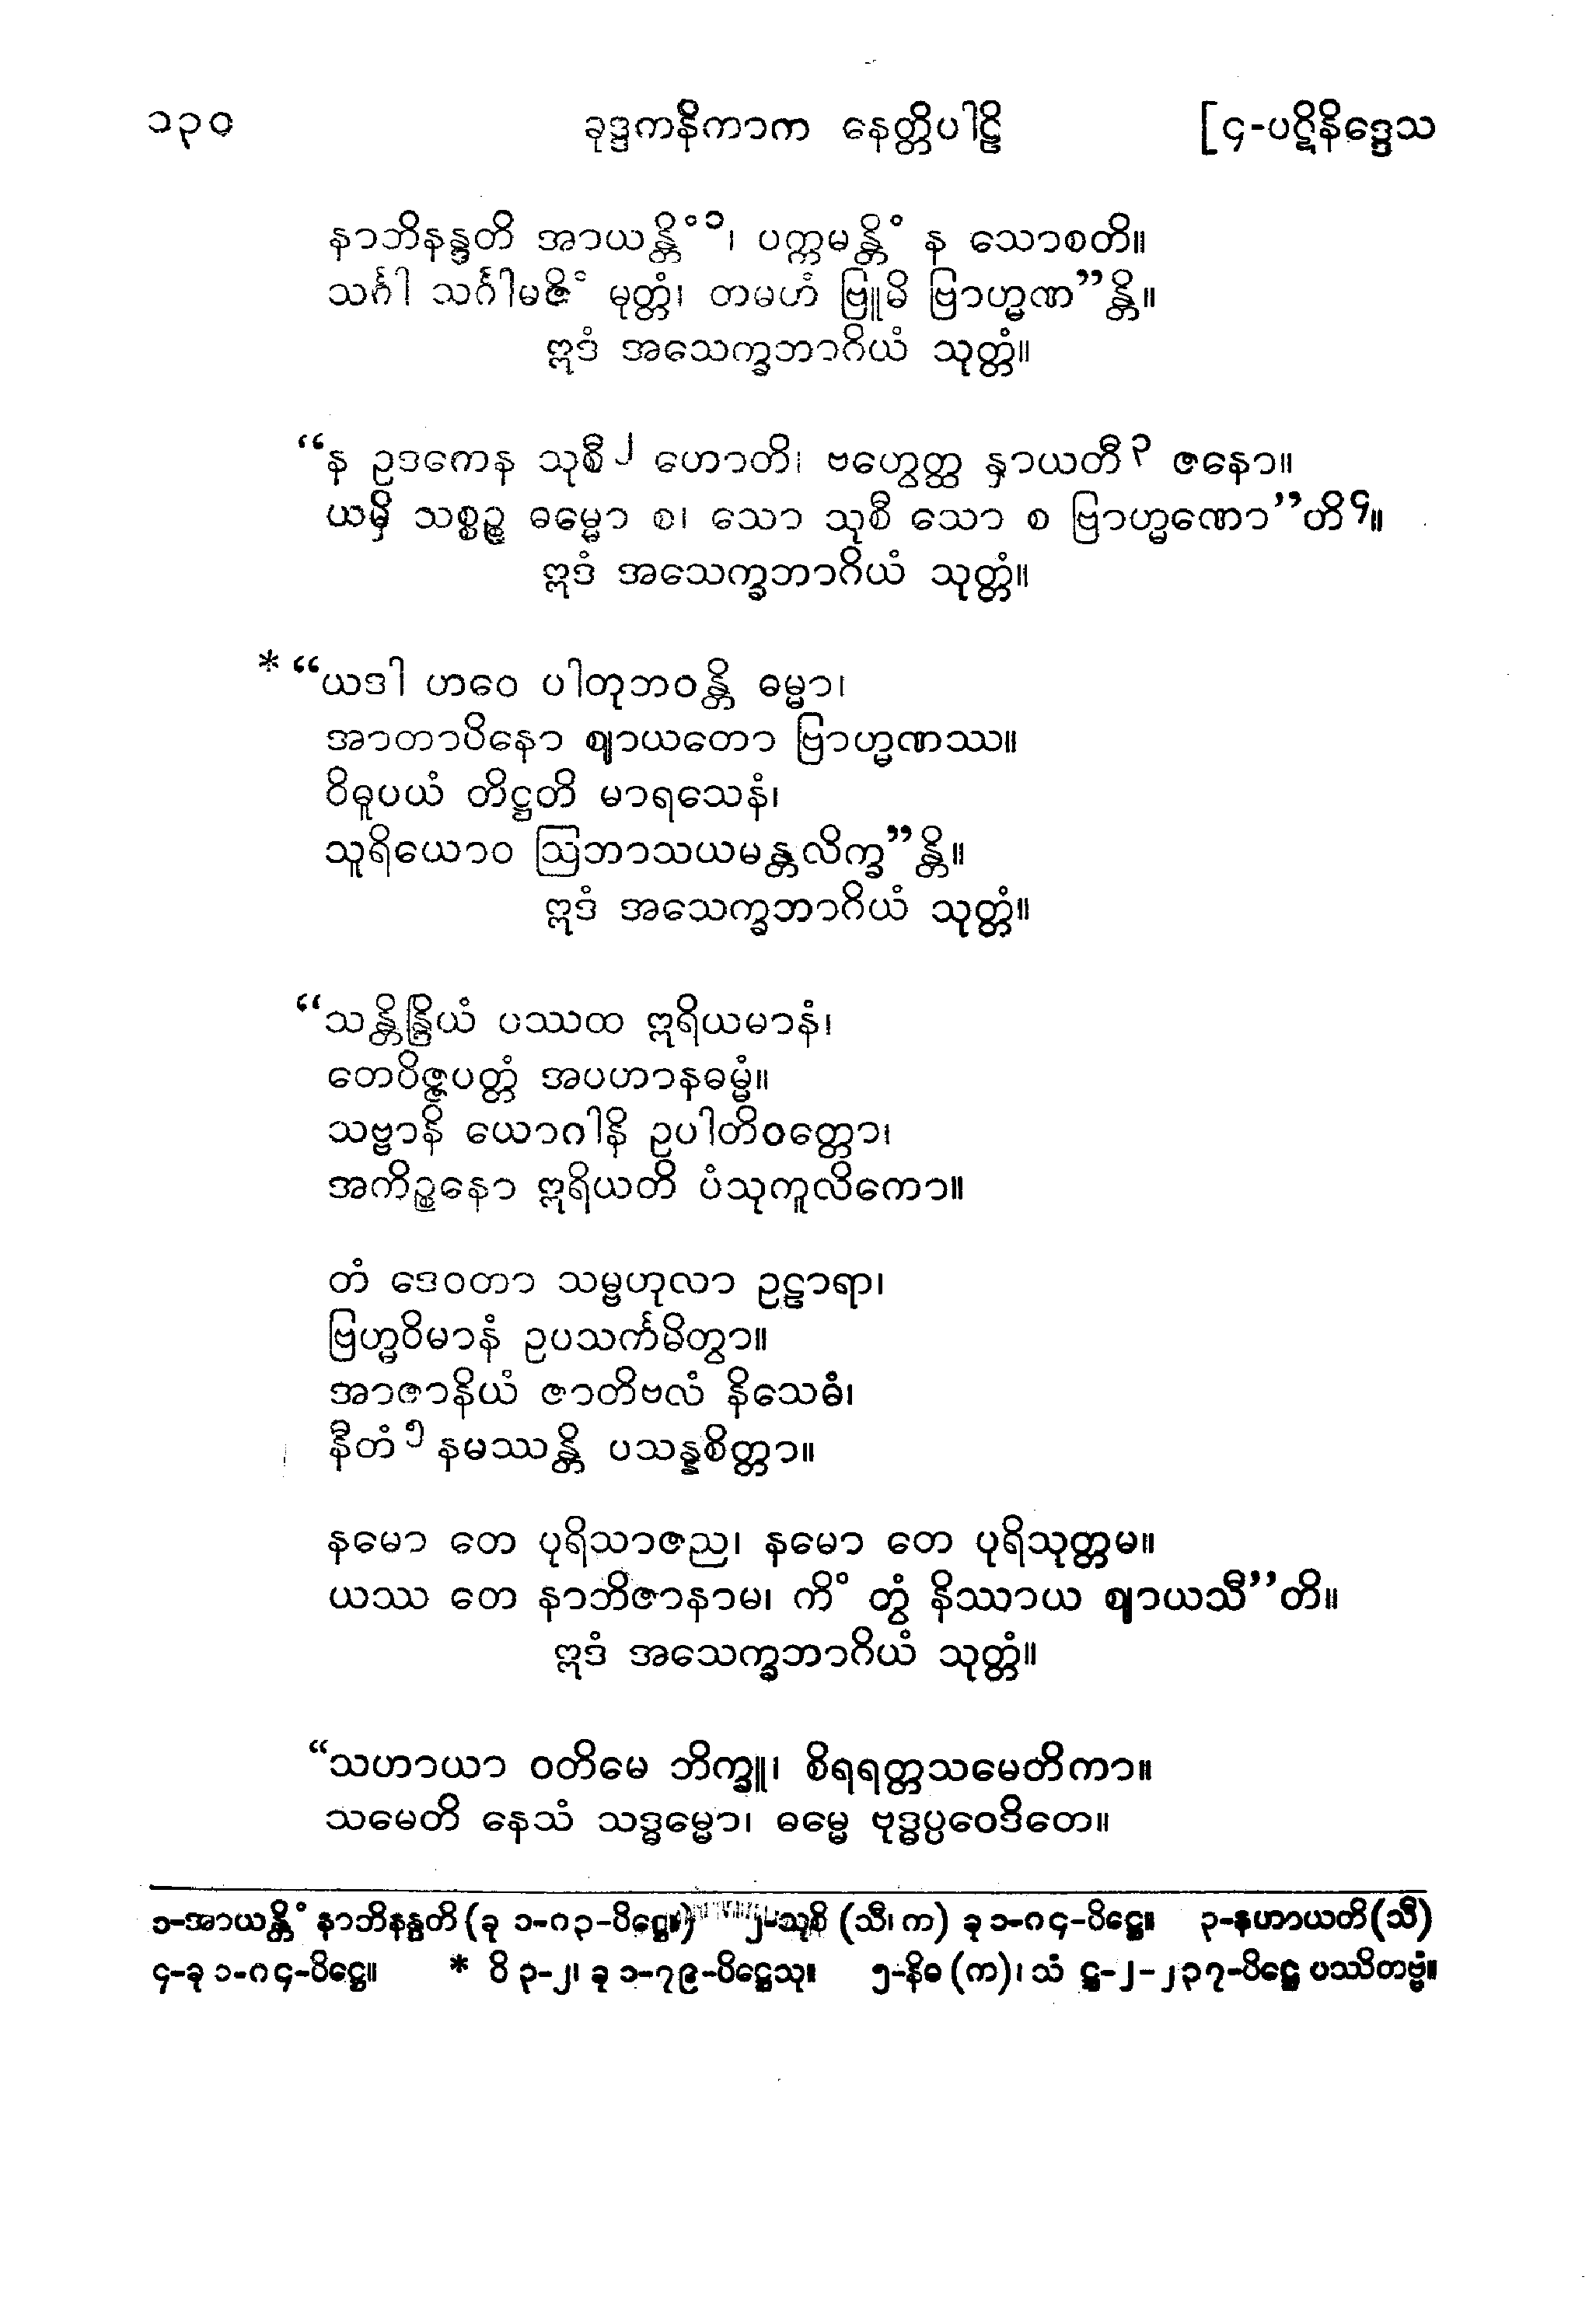 ၁၃၀ ခုဒ္ဒကနိကာက နေတ္တိပါဠိ [၄-ပဋိနိဒ္ဒေသ
နာဘိနန္ဒတိ အာယန္တိံ၁၊ ပက္ကမန္တိံ န သောစတိ။
သင်္ဂါ သင်္ဂါမဇိံ မုတ္တံ၊ တမဟံ ဗြူမိ ဗြာဟ္မဏ”န္တိ။
ဣဒံ အသေက္ခဘာဂိယံ သုတ္တံ။
“န ဥဒကေန သုစီ၂ ဟောတိ၊ ဗဟွေတ္ထ နှာယတီ၃ ဇနော။
ယမှိ သစ္စဉ္စ ဓမ္မော စ၊ သော သုစီ သော စ ဗြာဟ္မဏော”တိ၄။
ဣဒံ အသေက္ခဘာဂိယံ သုတ္တံ။
* “ယဒါ ဟဝေ ပါတုဘဝန္တိ ဓမ္မာ၊
အာတာပိနော ဈာယတော ဗြာဟ္မဏဿ။
ဝိဓူပယံ တိဋ္ဌတိ မာရသေနံ၊
သူရိယောဝ ဩဘာသယမန္တလိက္ခ”န္တိ။
ဣဒံ အသေက္ခဘာဂိယံ သုတ္တံ။
“သန္တိန္ဒြိယံ ပဿထ ဣရိယမာနံ၊
တေဝိဇ္ဇပတ္တံ အပဟာနဓမ္မံ။
သဗ္ဗာနိ ယောဂါနိ ဥပါတိဝတ္တော၊
အကိဉ္စနော ဣရိယတိ ပံသုကူလိကော။
တံ ဒေဝတာ သမ္ဗဟုလာ ဥဠာရာ၊
ဗြဟ္မဝိမာနံ ဥပသင်္ကမိတွာ။
အာဇာနိယံ ဇာတိဗလံ နိသေဓံ၊
နီတံ၅ နမဿန္တိ ပသန္နစိတ္တာ။
နမော တေ ပုရိသာဇည၊ နမော တေ ပုရိသုတ္တမ။
ယဿ တေ နာဘိဇာနာမ၊ ကိံ တွံ နိဿာယ ဈာယသီ”တိ။
ဣဒံ အသေက္ခဘာဂိယံ သုတ္တံ။
“သဟာယာ ဝတိမေ ဘိက္ခူ၊ စိရရတ္တသမေတိကာ။
သမေတိ နေသံ သဒ္ဓမ္မော၊ ဓမ္မေ ဗုဒ္ဓပ္ပဝေဒိတေ။
၁-အာယန္တိံ နာဘိနန္ဒတိ (ခု ၁-၈၃-ပိဋ္ဌေ။) ၂-သုစိ (သီ၊ က) ခု ၁-၈၄-ပိဋ္ဌေ။ ၃-နဟာယတိ (သီ)
၄-ခု ၁-၈၄-ပိဋ္ဌေ။ * ဝိ ၃-၂၊ ခု ၁-၇၉-ပိဋ္ဌေသု။ ၅-နိဓ (က)၊ သံ ဋ္ဌ-၂-၂၃၇-ပိဋ္ဌေ ပဿိတဗ္ဗံ။